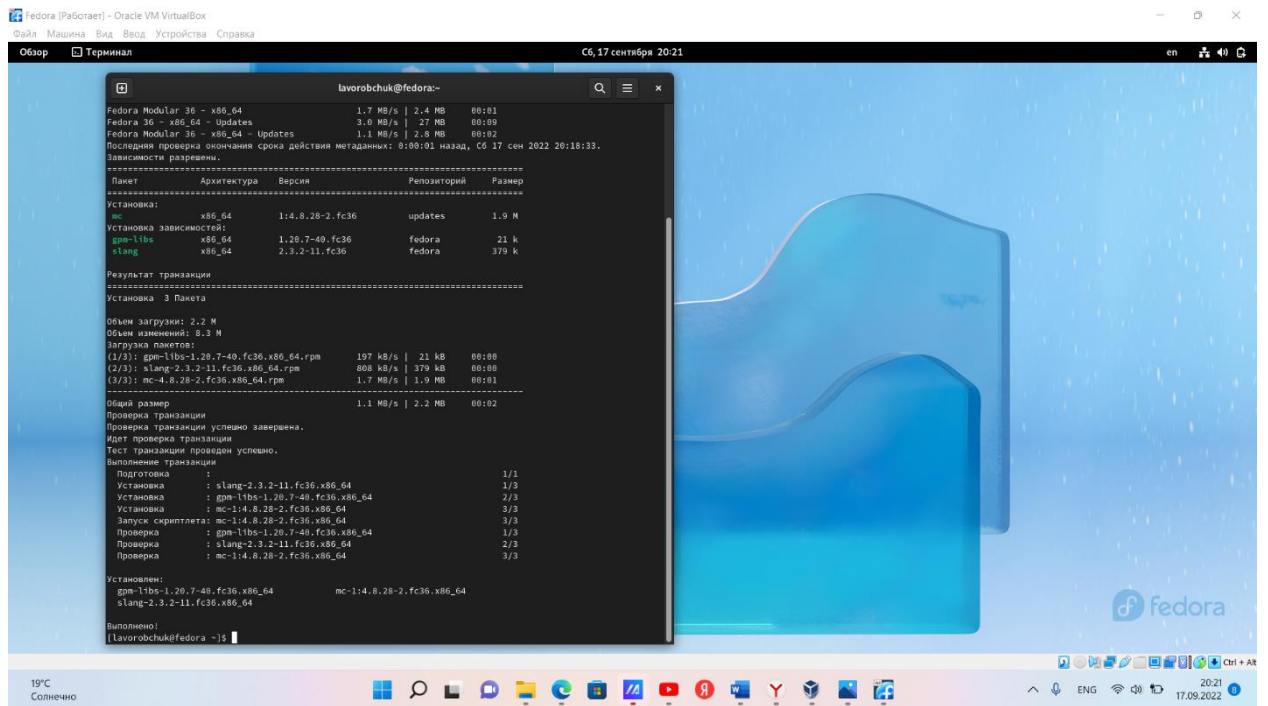 Fedora [Работает] - Oracle VM VirtualBox
Файл Машина Вид Ввод Устройства Справка
Обзор Терминал Сб, 17 сентября 20:21 en
lavorobchuk@fedora:~
Fedora Modular 36 - x86_64 1.7 MB/s | 2.4 MB 00:01
Fedora 36 - x86_64 - Updates 3.0 MB/s | 27 MB 00:09
Fedora Modular 36 - x86_64 - Updates 1.1 MB/s | 2.8 MB 00:02
Последняя проверка окончания срока действия метаданных: 0:00:01 назад, Сб 17 сен 2022 20:18:33.
Зависимости разрешены.
================================================================================
Пакет Архитектура Версия Репозиторий Размер
================================================================================
Установка:
mc x86_64 1:4.8.28-2.fc36 updates 1.9 M
Установка зависимостей:
gpm-libs x86_64 1.20.7-40.fc36 fedora 21 k
slang x86_64 2.3.2-11.fc36 fedora 379 k
Результат транзакции
================================================================================
Установка 3 Пакета
Объем загрузки: 2.2 M
Объем изменений: 8.3 M
Загрузка пакетов:
(1/3): gpm-libs-1.20.7-40.fc36.x86_64.rpm 197 kB/s | 21 kB 00:00
(2/3): slang-2.3.2-11.fc36.x86_64.rpm 808 kB/s | 379 kB 00:00
(3/3): mc-4.8.28-2.fc36.x86_64.rpm 1.7 MB/s | 1.9 MB 00:01
--------------------------------------------------------------------------------
Общий размер 1.1 MB/s | 2.2 MB 00:02
Проверка транзакции
Проверка транзакции успешно завершена.
Идет проверка транзакции
Тест транзакции проведен успешно.
Выполнение транзакции
Подготовка : 1/1
Установка : slang-2.3.2-11.fc36.x86_64 1/3
Установка : gpm-libs-1.20.7-40.fc36.x86_64 2/3
Установка : mc-1:4.8.28-2.fc36.x86_64 3/3
Запуск скриптлета: mc-1:4.8.28-2.fc36.x86_64 3/3
Проверка : gpm-libs-1.20.7-40.fc36.x86_64 1/3
Проверка : slang-2.3.2-11.fc36.x86_64 2/3
Проверка : mc-1:4.8.28-2.fc36.x86_64 3/3
Установлен:
gpm-libs-1.20.7-40.fc36.x86_64 mc-1:4.8.28-2.fc36.x86_64
slang-2.3.2-11.fc36.x86_64
Выполнено!
[lavorobchuk@fedora ~]$
fedora
Ctrl + Alt
19°C
Солнечно
ENG
20:21
17.09.2022
8